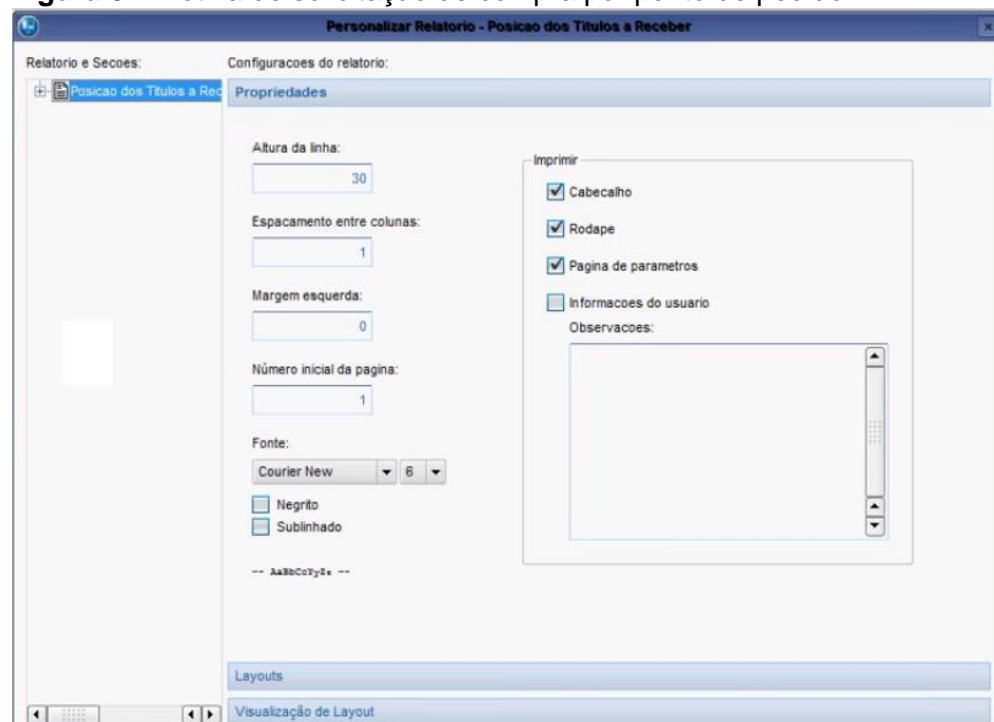 Personalizar Relatorio - Posicao dos Titulos a Receber
Relatorio e Secoes:
Posicao dos Titulos a Rec
Configuracoes do relatorio:
Propriedades
Altura da linha:
30
Espacamento entre colunas:
1
Margem esquerda:
0
Número inicial da pagina:
1
Fonte:
Courier New
6
Negrito
Sublinhado
-- AaBbCcYyZz --
Imprimir
Cabecalho
Rodape
Pagina de parametros
Informacoes do usuario
Observacoes:
Layouts
Visualização de Layout